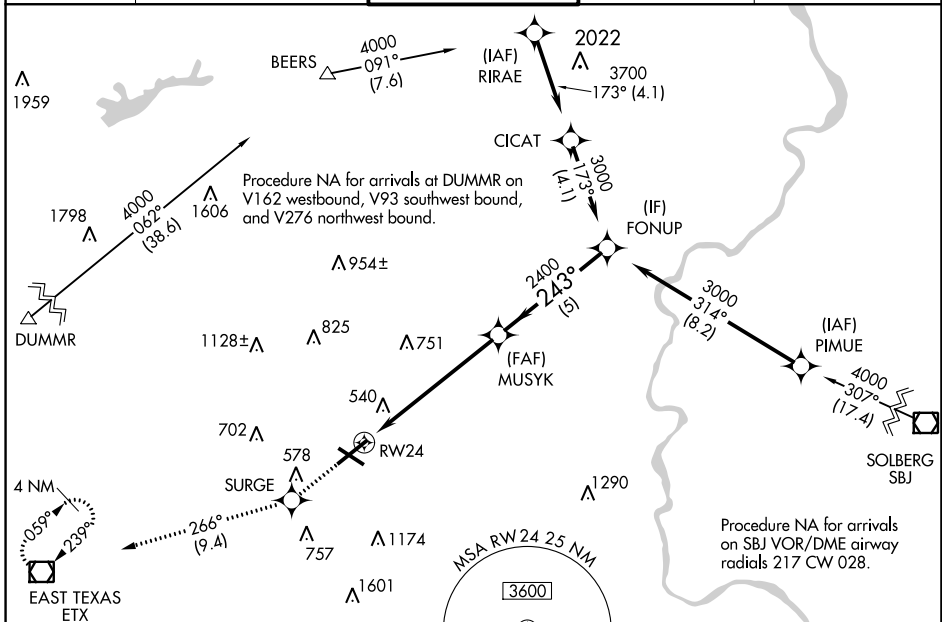 BEERS
4000
091°
(7.6)
(IAF)
RIRAE
2022
3700
173° (4.1)
1959
CICAT
3000
173°
(4.1)
4000
062°
(38.6)
1798
1606
Procedure NA for arrivals at DUMMR on
V162 westbound, V93 southwest bound,
and V276 northwest bound.
(IF)
FONUP
954±
2400
243°
(5)
3000
314°
(8.2)
DUMMR
1128±
825
751
(FAF)
MUSYK
(IAF)
PIMUE
4000
307°
(17.4)
540
702
RW24
578
SURGE
SOLBERG
SBJ
4 NM
059°
239°
266°
(9.4)
1290
757
1174
1601
Procedure NA for arrivals
on SBJ VOR/DME airway
radials 217 CW 028.
MSA RW24 25 NM
3600
EAST TEXAS
ETX